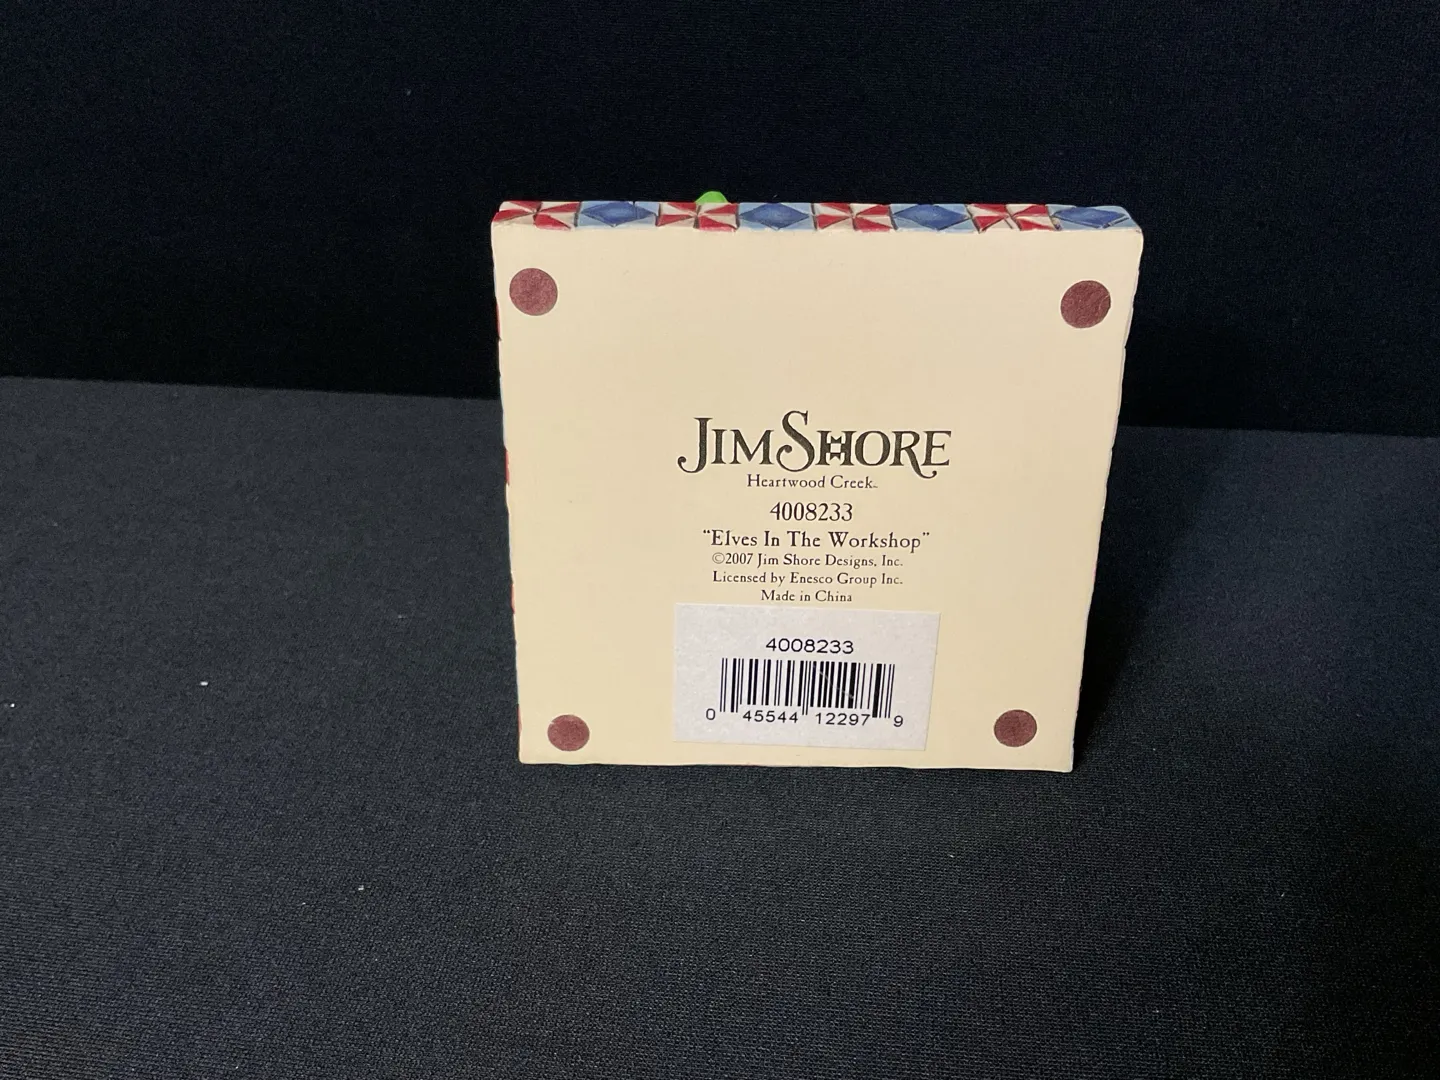 JIM SHORE
Heartwood Creek™
4008233
"Elves In The Workshop"
©2007 Jim Shore Designs, Inc.
Licensed by Enesco Group Inc.
Made in China
4008233
0 45544 12297 9